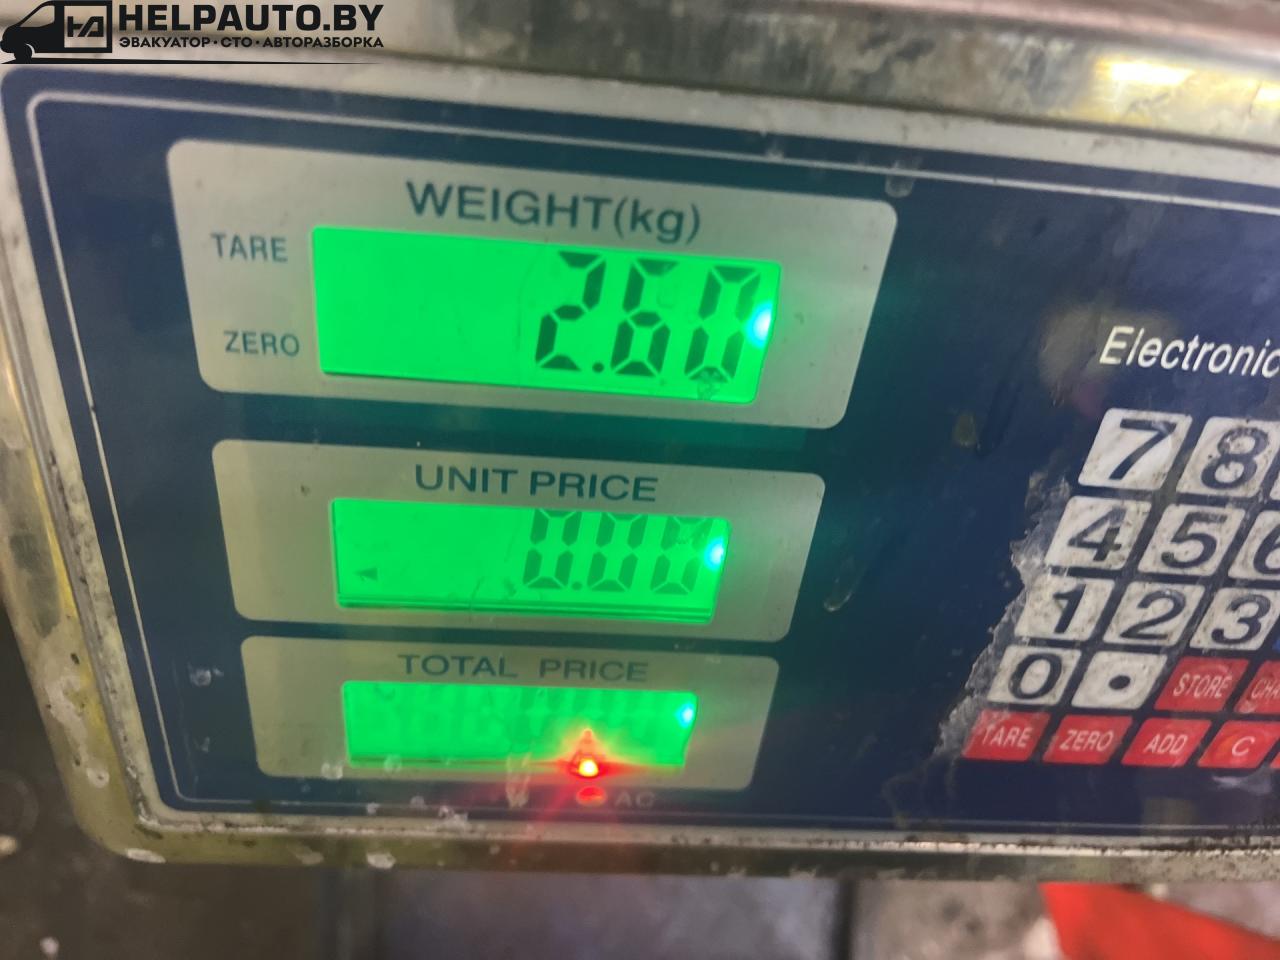 HELPAUTO.BY
ЭВАКУАТОР·СТО·АВТОРАЗБОРКА
WEIGHT(kg)
TARE
2.60
ZERO
Electronic
UNIT PRICE
0.00
TOTAL PRICE
AC
7 8
4 5 6
1 2 3
0 . STORE
TARE ZERO ADD C